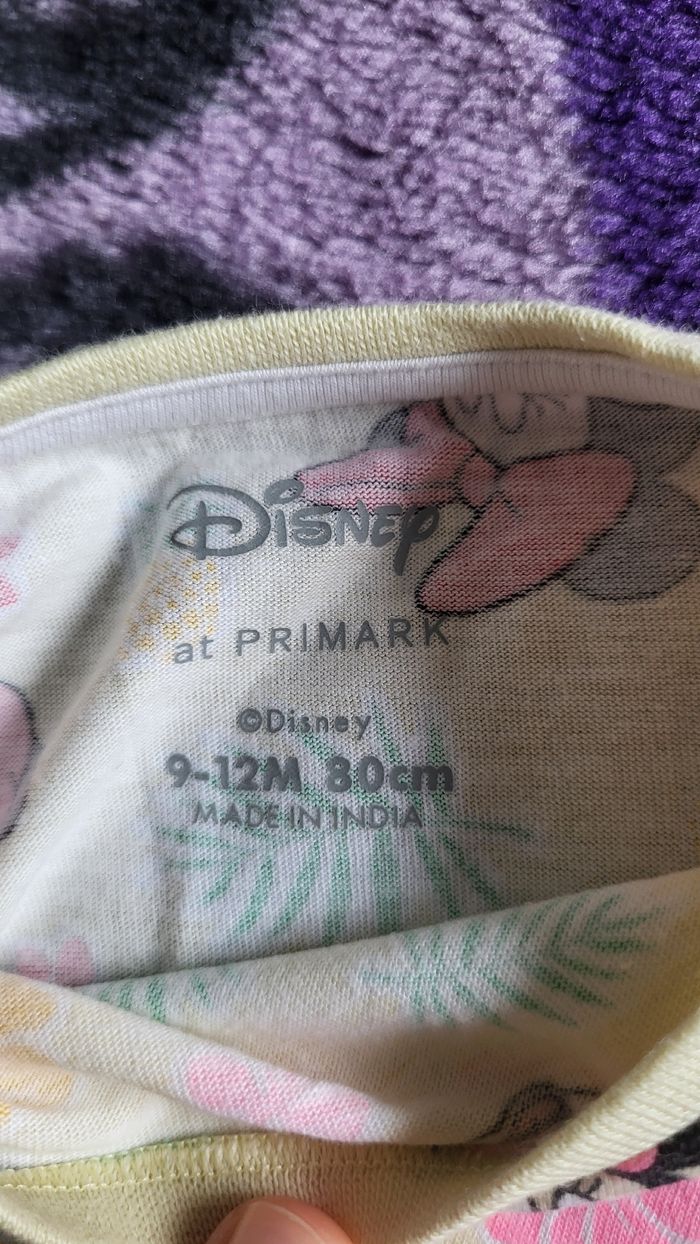 Disney
at PRIMARK
©Disney
9-12M 80cm
MADE IN INDIA